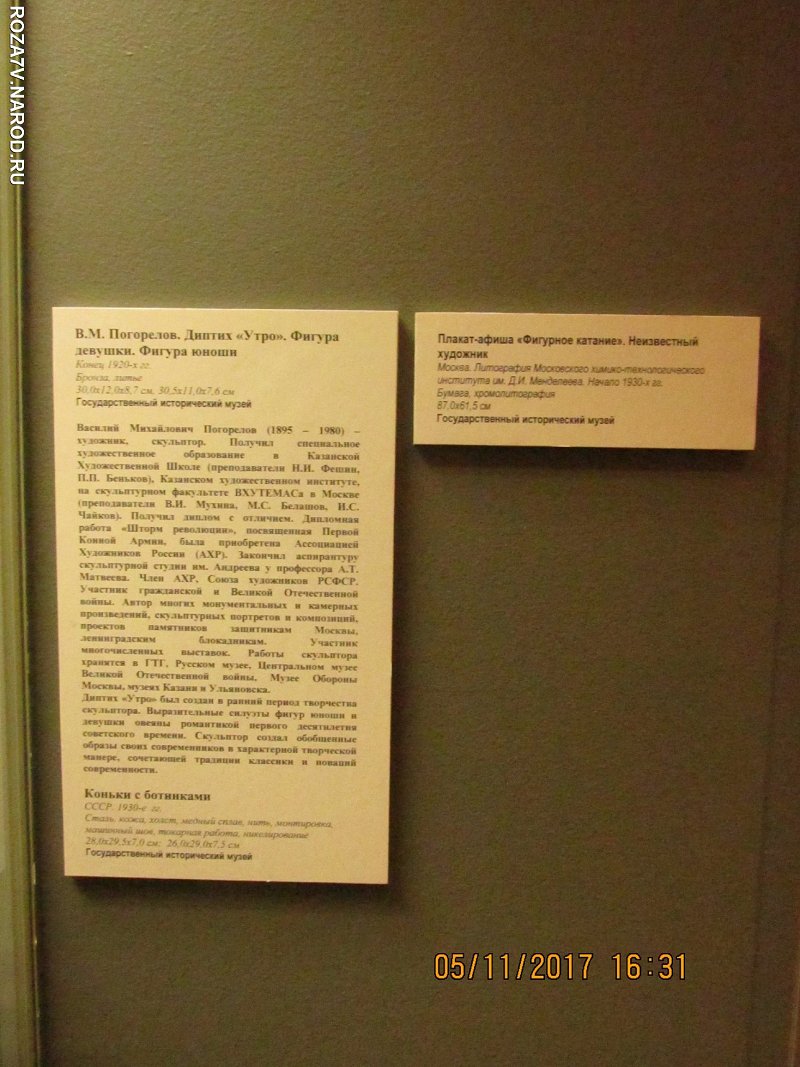 ROZA7V.NAROD.RU
В.М. Погорелов. Диптих «Утро». Фигура
девушки. Фигура юноши
Конец 1920-х гг.
Бронза, литье
30,0х12,0х8,7 см, 30,5х11,0х7,6 см
Государственный исторический музей
Василий Михайлович Погорелов (1895 – 1980) –
художник, скульптор. Получил специальное
художественное образование в Казанской
Художественной Школе (преподаватели Н.И. Фешин,
П.П. Беньков), Казанском художественном институте,
на скульптурном факультете ВХУТЕМАСа в Москве
(преподаватели В.И. Мухина, М.С. Белашов, И.С.
Чайков). Получил диплом с отличием. Дипломная
работа «Шторм революции», посвященная Первой
Конной Армии, была приобретена Ассоциацией
Художников России (АХР). Закончил аспирантуру
скульптурной студии им. Андреева у профессора А.Т.
Матвеева. Член АХР, Союза художников РСФСР.
Участник гражданской и Великой Отечественной
войны. Автор многих монументальных и камерных
произведений, скульптурных портретов и композиций,
проектов памятников защитникам Москвы,
ленинградским блокадникам. Участник
многочисленных выставок. Работы скульптора
хранятся в ГТГ, Русском музее, Центральном музее
Великой Отечественной войны, Музее Обороны
Москвы, музеях Казани и Ульяновска.
Диптих «Утро» был создан в ранний период творчества
скульптора. Выразительные силуэты фигур юноши и
девушки овеяны романтикой первого десятилетия
советского времени. Скульптор создал обобщенные
образы своих современников в характерной творческой
манере, сочетающей традиции классики и новаций
современности.
Коньки с ботинками
СССР. 1930-е гг.
Сталь, кожа, холст, медный сплав, нить, монтировка,
машинный шов, токарная работа, никелирование
28,0х29,5х7,0 см; 26,0х29,0х7,5 см
Государственный исторический музей
Плакат-афиша «Фигурное катание». Неизвестный
художник
Москва. Литография Московского химико-технологического
института им. Д.И. Менделеева. Начало 1930-х гг.
Бумага, хромолитография
87,0х61,5 см
Государственный исторический музей
05/11/2017 16:31